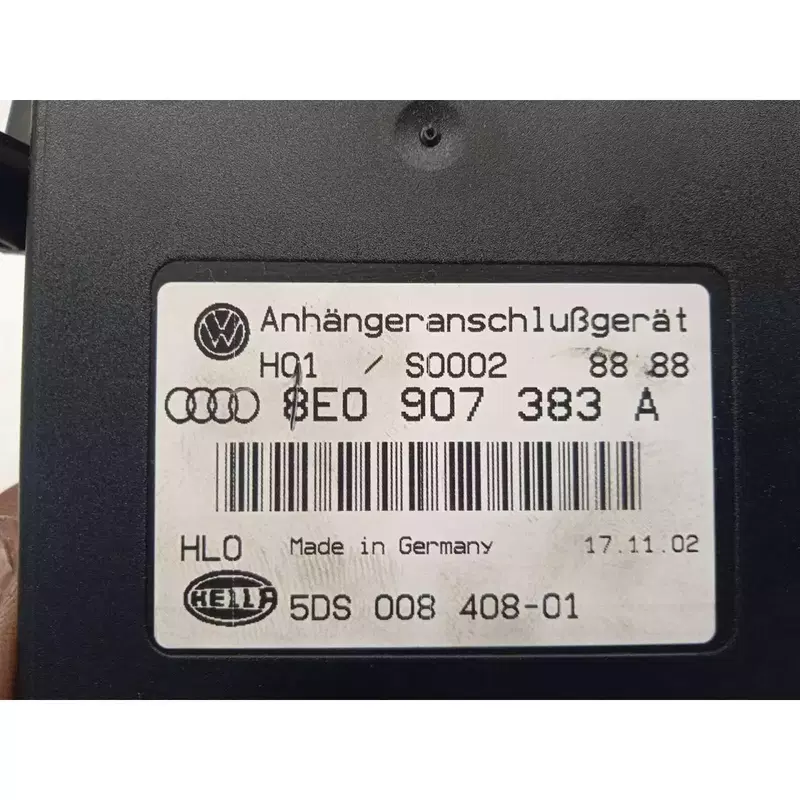 Anhängeranschlußgerät
H01 / S0002 88 88
8E0 907 383 A
HLO Made in Germany 17.11.02
HELLA 5DS 008 408-01